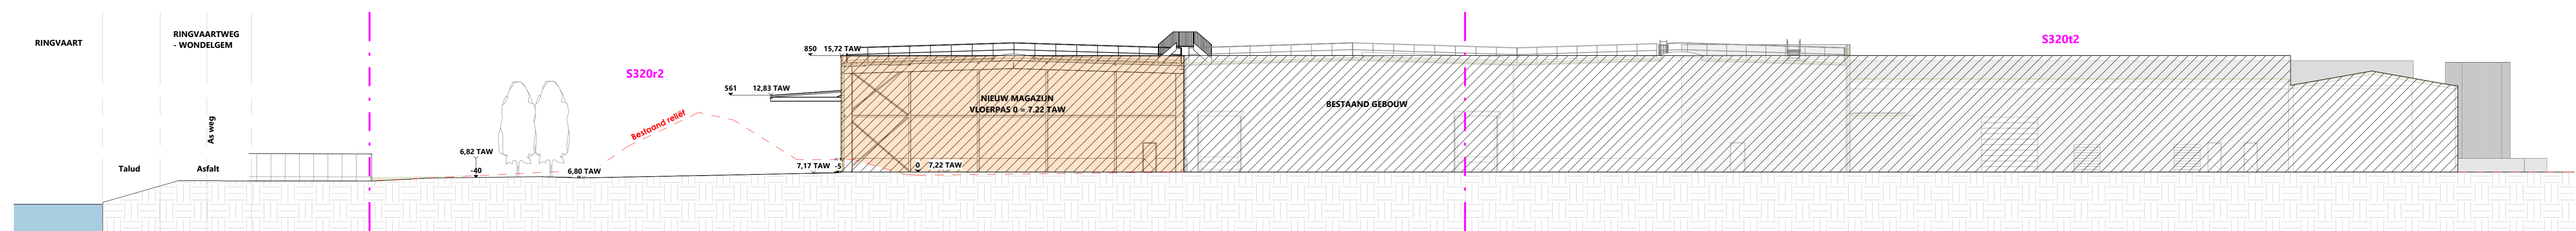 RINGVAART
RINGVAARTWEG
- WONDELGEM
As weg
Talud
Asfalt
S320r2
6,82 TAW
-40
6,80 TAW
Bestaand reliëf
561 12,83 TAW
850 15,72 TAW
7,17 TAW -5
0 7,22 TAW
NIEUW MAGAZIJN
VLOERPAS 0 = 7.22 TAW
BESTAAND GEBOUW
S320t2